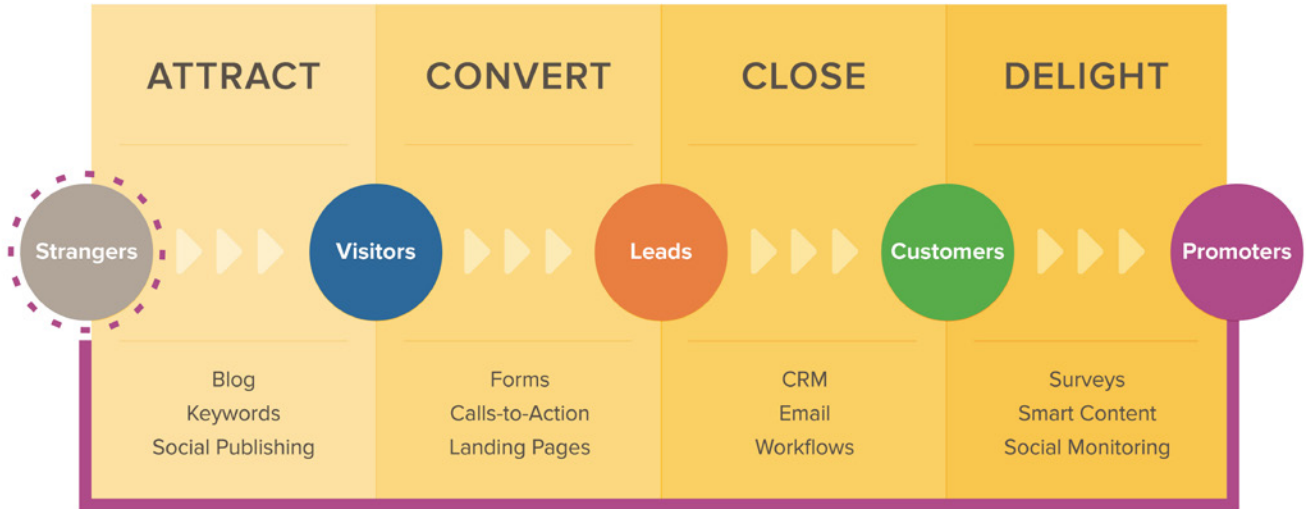 ATTRACT
CONVERT
CLOSE
DELIGHT
Strangers
Visitors
Leads
Customers
Promoters
Blog
Keywords
Social Publishing
Forms
Calls-to-Action
Landing Pages
CRM
Email
Workflows
Surveys
Smart Content
Social Monitoring